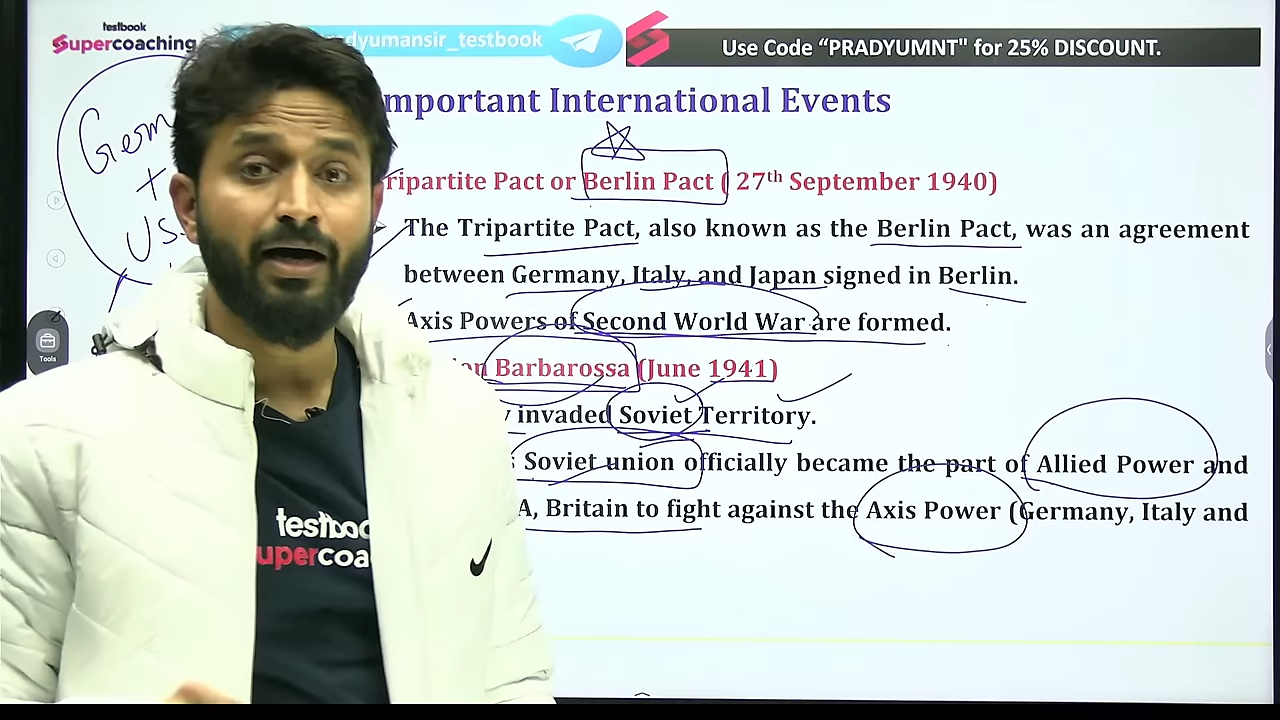 testbook
Supercoaching
dyumansir_testbook
Use Code “PRADYUMNT" for 25% DISCOUNT.
mportant International Events
Germ
+
US
ripartite Pact or Berlin Pact ( 27th September 1940)
The Tripartite Pact, also known as the Berlin Pact, was an agreement
between Germany, Italy, and Japan signed in Berlin.
Axis Powers of Second World War are formed.
on Barbarossa (June 1941)
y invaded Soviet Territory.
Soviet union officially became the part of Allied Power and
A, Britain to fight against the Axis Power (Germany, Italy and
Tools
testboo
upercoa